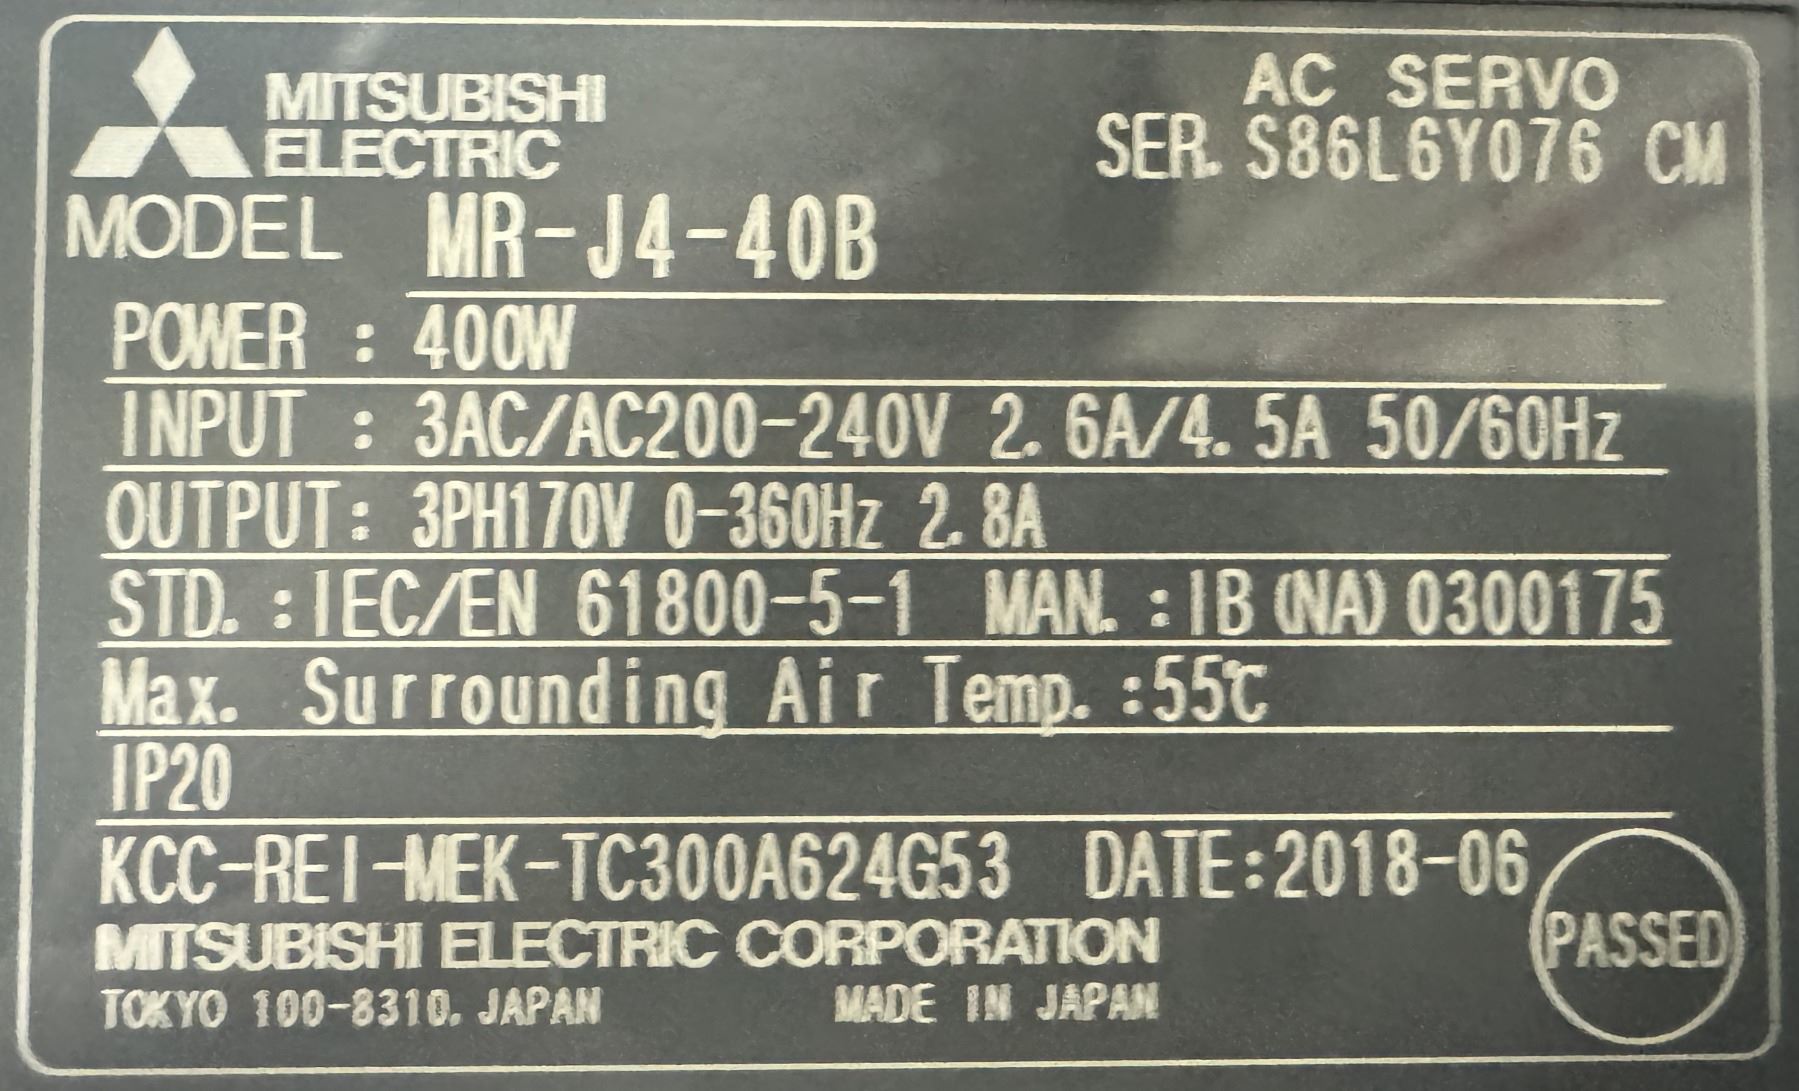 MITSUBISHI
ELECTRIC
AC SERVO
SER. S86L6Y076 CM
MODEL MR-J4-40B
POWER : 400W
INPUT : 3AC/AC200-240V 2.6A/4.5A 50/60Hz
OUTPUT: 3PH170V 0-360Hz 2.8A
STD. :IEC/EN 61800-5-1 MAN. :IB(NA)0300175
Max. Surrounding Air Temp. :55℃
IP20
KCC-REI-MEK-TC300A624G53 DATE:2018-06
PASSED
MITSUBISHI ELECTRIC CORPORATION
TOKYO 100-8310, JAPAN MADE IN JAPAN